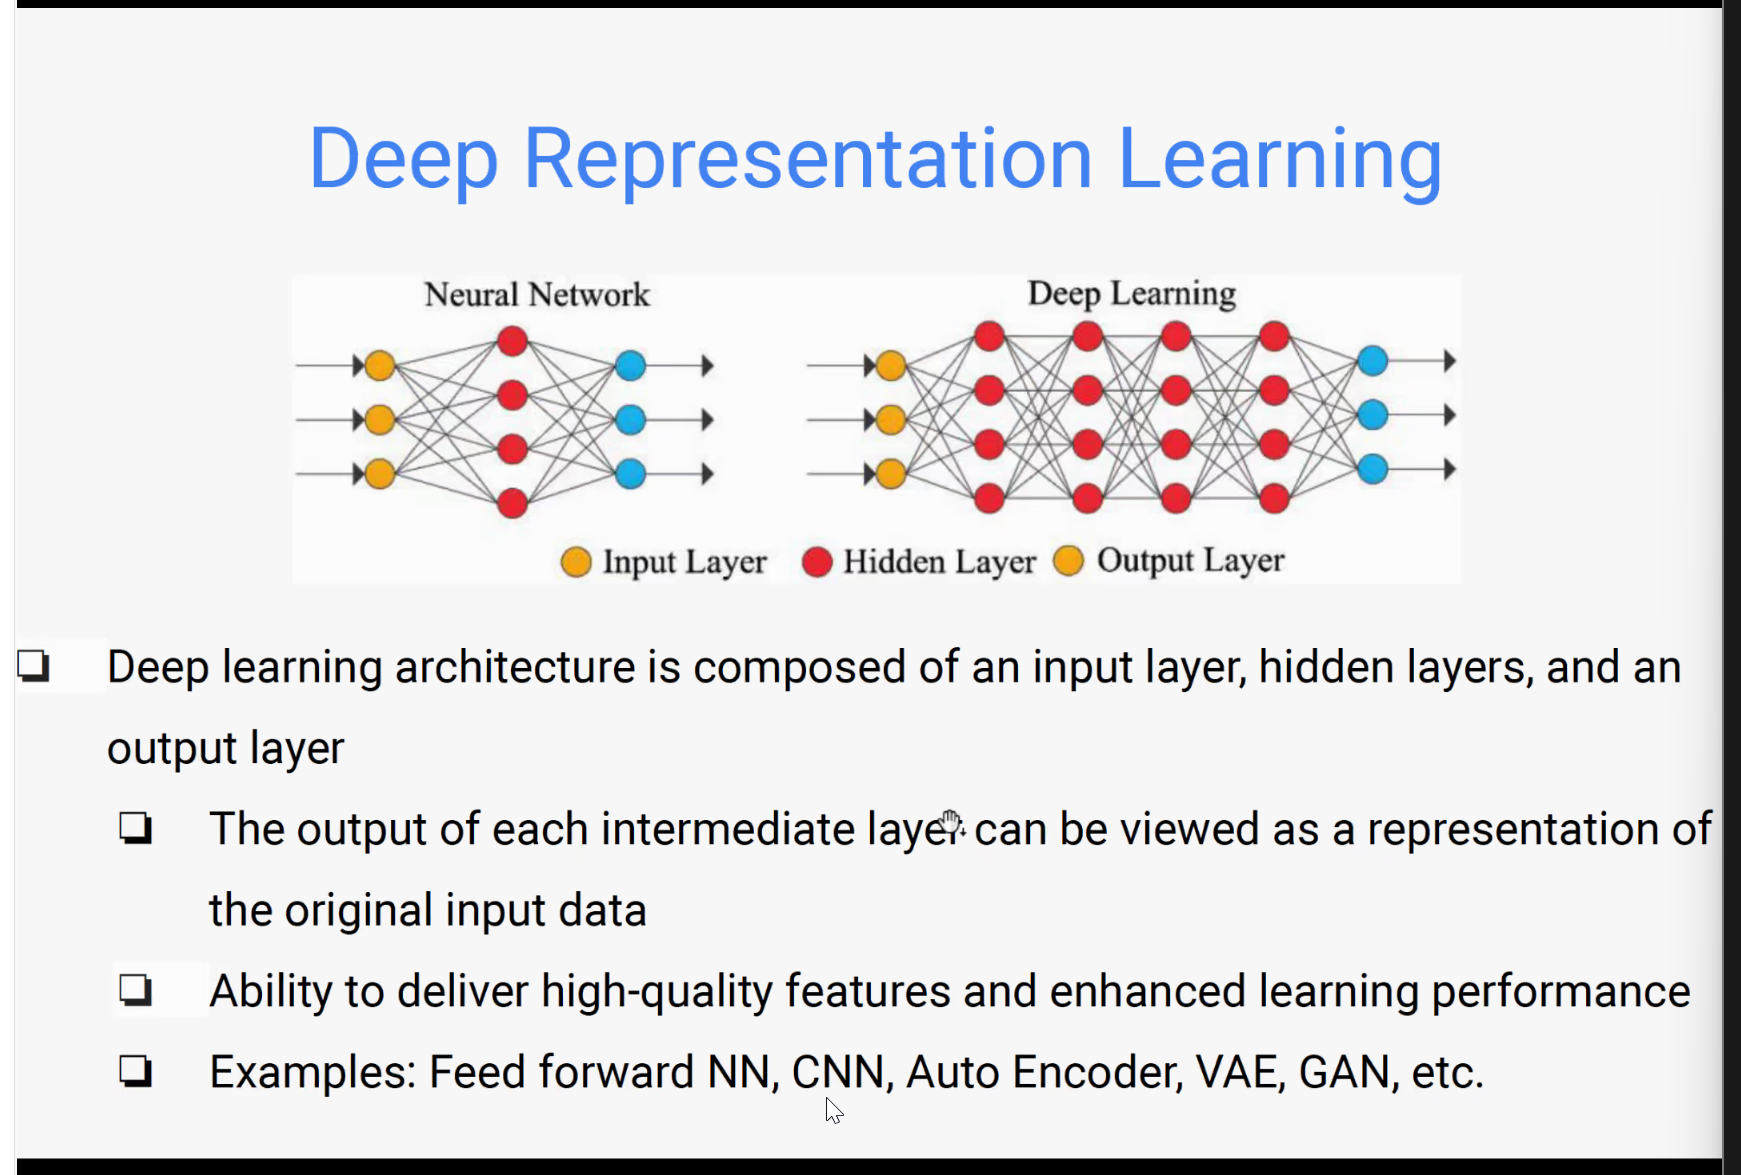 Deep Representation Learning
Neural Network
Deep Learning
Input Layer
Hidden Layer
Output Layer
Deep learning architecture is composed of an input layer, hidden layers, and an
output layer
The output of each intermediate layer can be viewed as a representation of
the original input data
Ability to deliver high-quality features and enhanced learning performance
Examples: Feed forward NN, CNN, Auto Encoder, VAE, GAN, etc.